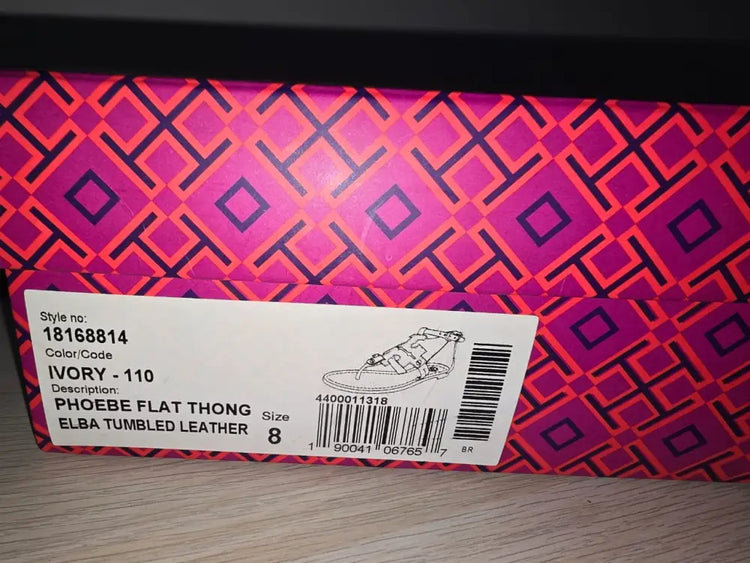 Style no:
18168814
Color/Code
IVORY - 110
Description:
PHOEBE FLAT THONG
ELBA TUMBLED LEATHER
Size
8
4400011318
1 90041 06765 7
BR